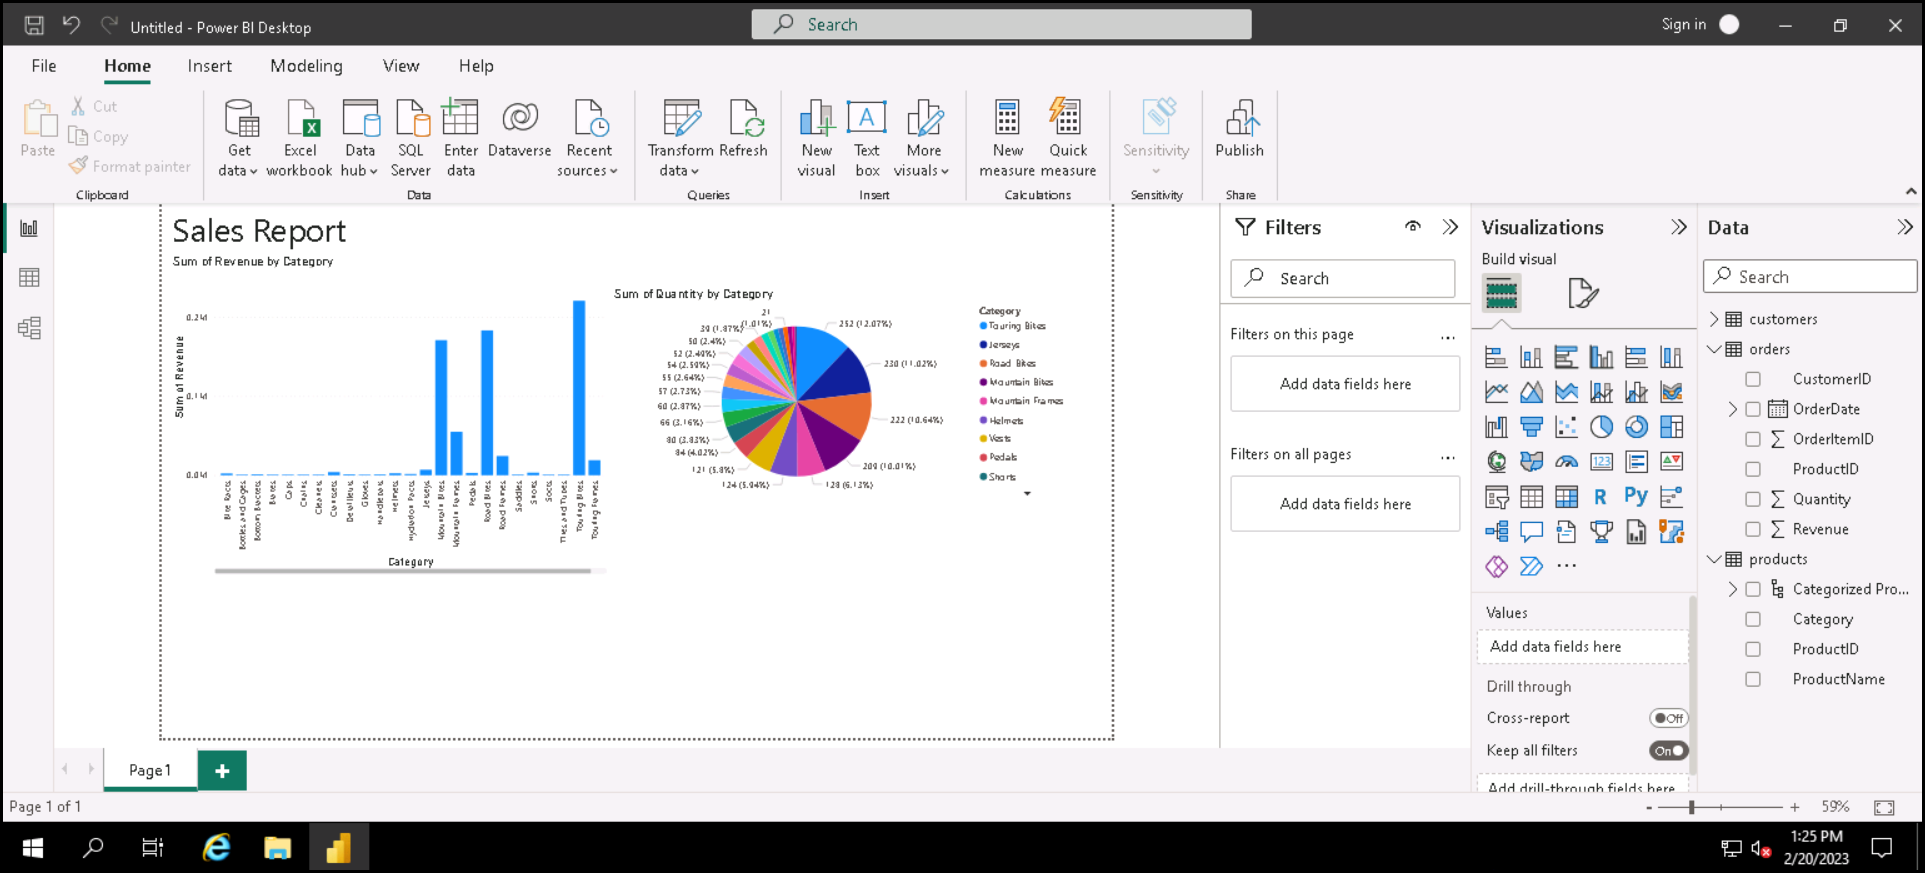 Untitled - Power BI Desktop
Search
Sign in
File
Home
Insert
Modeling
View
Help
Paste
Cut
Copy
Format painter
Clipboard
Get data
Excel workbook
Data hub
SQL Server
Enter data
Dataverse
Recent sources
Data
Transform data
Refresh
Queries
New visual
Text box
More visuals
Insert
New measure
Quick measure
Calculations
Sensitivity
Sensitivity
Publish
Share
Sales Report
Sum of Revenue by Category
Sum of Revenue
0.2M
0.1M
0.0M
Bike Racks
Bottles and Cages
Bottom Brackets
Brakes
Caps
Chains
Cleaners
Cranksets
Derailleurs
Gloves
Handlebars
Helmets
Hydration Packs
Jerseys
Mountain Bikes
Mountain Frames
Pedals
Road Bikes
Road Frames
Saddles
Shorts
Socks
Tires and Tubes
Touring Bikes
Touring Frames
Category
Sum of Quantity by Category
252 (12.07%)
230 (11.02%)
222 (10.64%)
209 (10.01%)
128 (6.13%)
124 (5.94%)
121 (5.8%)
84 (4.02%)
80 (3.83%)
66 (3.16%)
60 (2.87%)
57 (2.73%)
55 (2.64%)
54 (2.59%)
52 (2.49%)
50 (2.4%)
39 (1.87%)
21
(1.01%)
Category
Touring Bikes
Jerseys
Road Bikes
Mountain Bikes
Mountain Frames
Helmets
Vests
Pedals
Shorts
Filters
Search
Filters on this page
...
Add data fields here
Filters on all pages
...
Add data fields here
Visualizations
Build visual
123
R
Py
...
Values
Add data fields here
Drill through
Cross-report
Off
Keep all filters
On
Add drill-through fields here
Data
Search
customers
orders
CustomerID
OrderDate
∑ OrderItemID
ProductID
∑ Quantity
∑ Revenue
products
Categorized Pro...
Category
ProductID
ProductName
Page 1
+
Page 1 of 1
-
+
59%
1:25 PM
2/20/2023